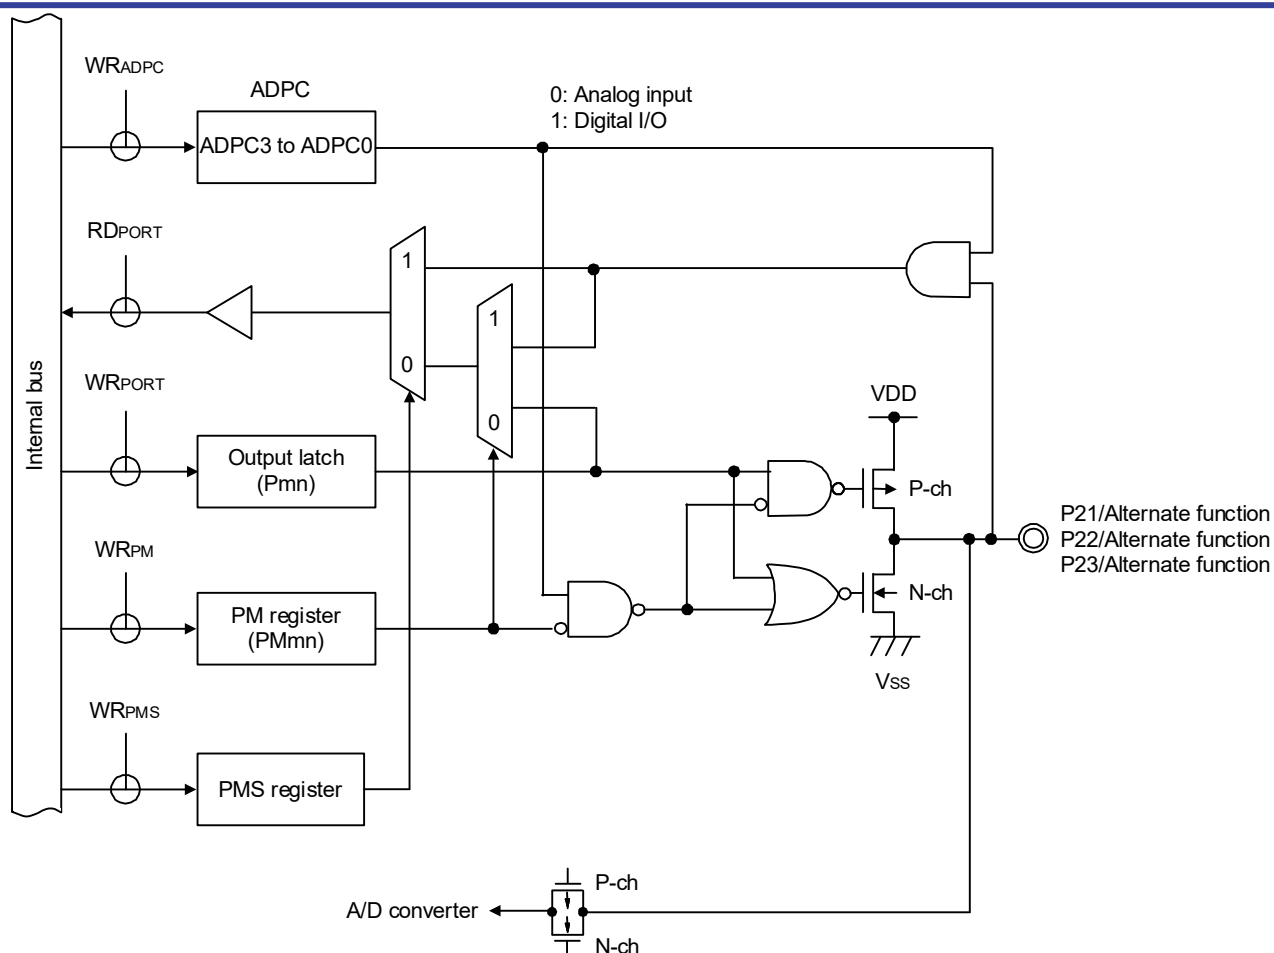 WRADPC
ADPC
ADPC3 to ADPC0
0: Analog input
1: Digital I/O
RDPORT
1
1
0
0
Internal bus
WRPORT
Output latch
(Pmn)
VDD
P-ch
N-ch
VSS
P21/Alternate function
P22/Alternate function
P23/Alternate function
WRPM
PM register
(PMmn)
WRPMS
PMS register
P-ch
A/D converter
N-ch